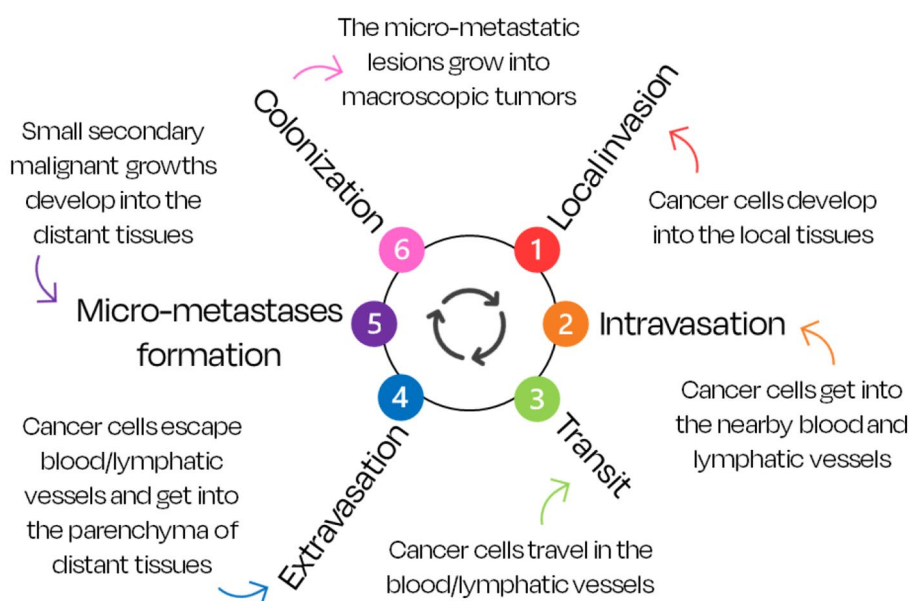 The micro-metastatic
lesions grow into
macroscopic tumors
Colonization
6
Local invasion
1
Cancer cells develop
into the local tissues
Small secondary
malignant growths
develop into the
distant tissues
Micro-metastases
formation
5
2
Intravasation
Cancer cells get into
the nearby blood and
lymphatic vessels
4
Extravasation
Cancer cells escape
blood/lymphatic
vessels and get into
the parenchyma of
distant tissues
3
Transit
Cancer cells travel in the
blood/lymphatic vessels